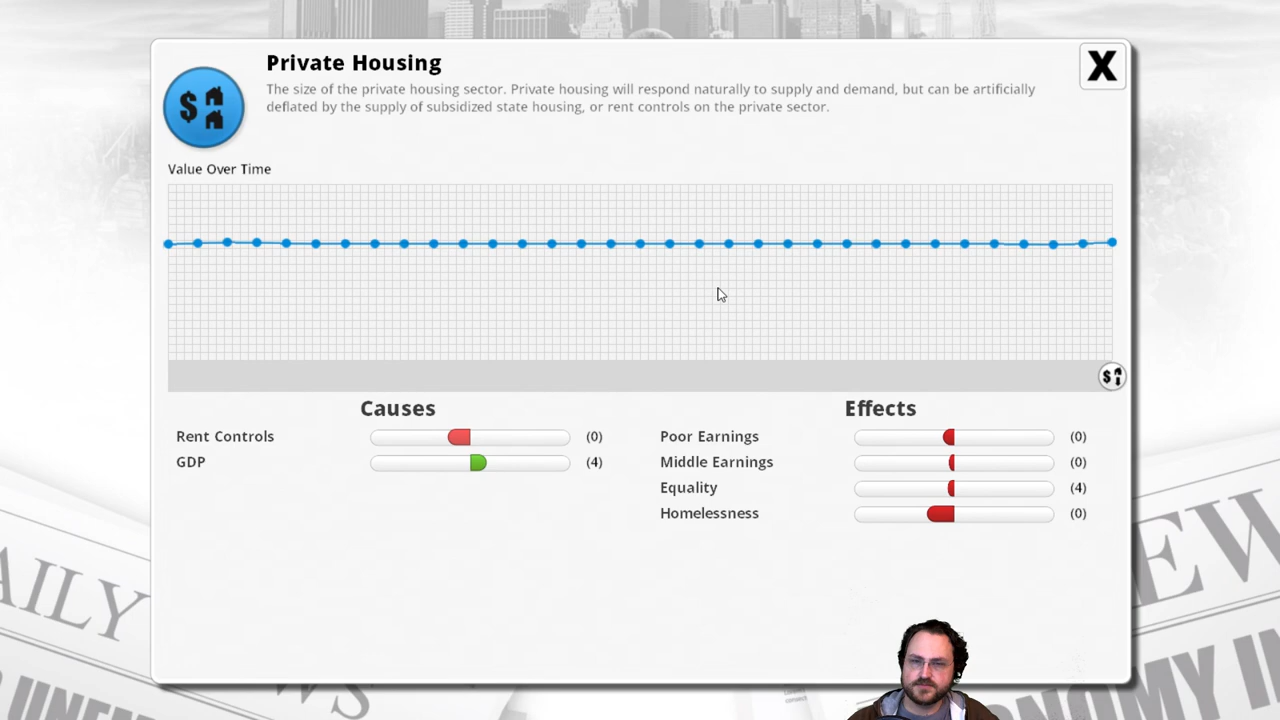 Private Housing
X
The size of the private housing sector. Private housing will respond naturally to supply and demand, but can be artificially
deflated by the supply of subsidized state housing, or rent controls on the private sector.
$
Value Over Time
$
Causes
Effects
Rent Controls (0)
Poor Earnings (0)
GDP (4)
Middle Earnings (0)
Equality (4)
Homelessness (0)